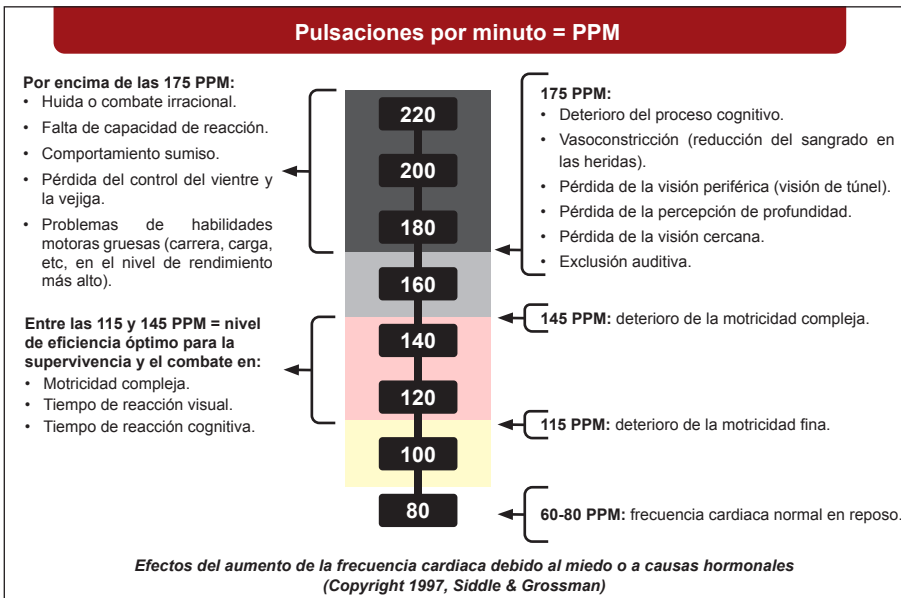 Pulsaciones por minuto = PPM
Por encima de las 175 PPM:
• Huida o combate irracional.
• Falta de capacidad de reacción.
• Comportamiento sumiso.
• Pérdida del control del vientre y
la vejiga.
• Problemas de habilidades
motoras gruesas (carrera, carga,
etc, en el nivel de rendimiento
más alto).
Entre las 115 y 145 PPM = nivel
de eficiencia óptimo para la
supervivencia y el combate en:
• Motricidad compleja.
• Tiempo de reacción visual.
• Tiempo de reacción cognitiva.
220
200
180
160
140
120
100
80
175 PPM:
• Deterioro del proceso cognitivo.
• Vasoconstricción (reducción del sangrado en
las heridas).
• Pérdida de la visión periférica (visión de túnel).
• Pérdida de la percepción de profundidad.
• Pérdida de la visión cercana.
• Exclusión auditiva.
145 PPM: deterioro de la motricidad compleja.
115 PPM: deterioro de la motricidad fina.
60-80 PPM: frecuencia cardiaca normal en reposo.
Efectos del aumento de la frecuencia cardiaca debido al miedo o a causas hormonales
(Copyright 1997, Siddle & Grossman)